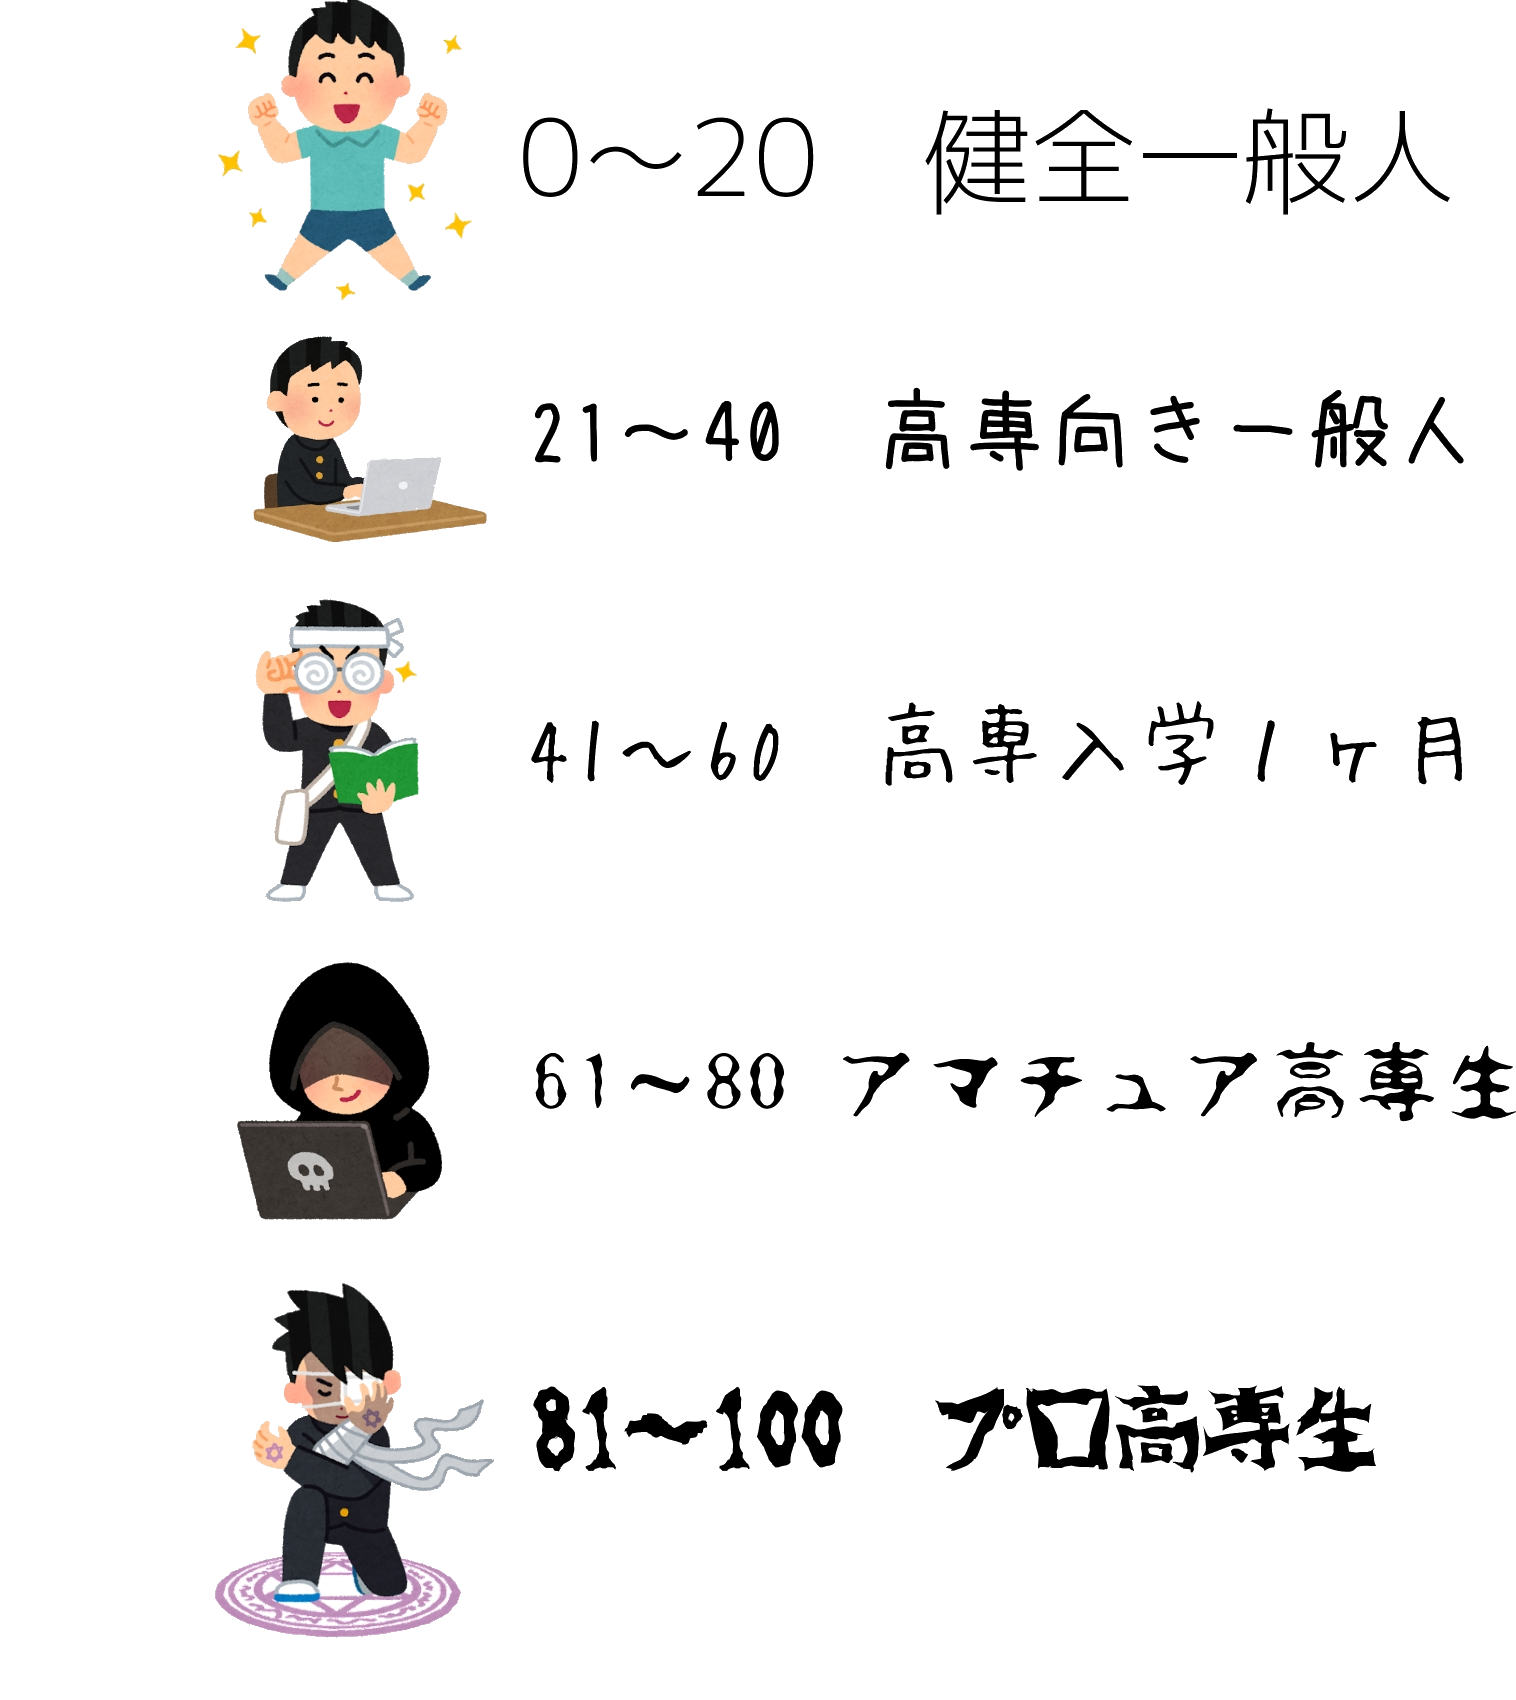 0〜20　健全一般人
21〜40　高専向き一般人
41〜60　高専入学1ヶ月
61〜80 アマチュア高専生
81〜100　プロ高専生